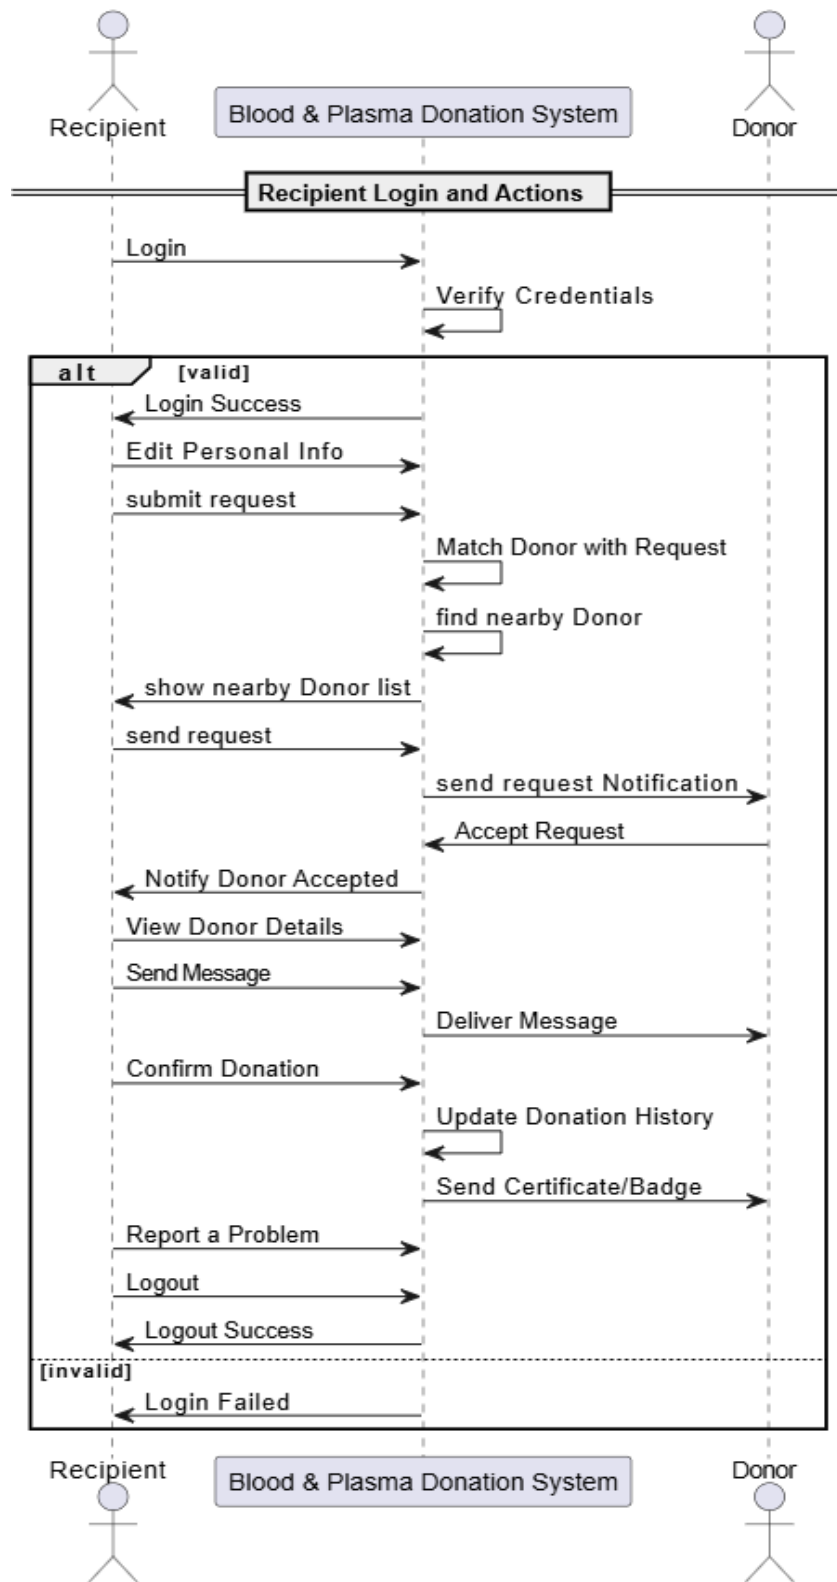 Recipient
Blood & Plasma Donation System
Donor
Recipient Login and Actions
Login
Verify Credentials
alt
[valid]
Login Success
Edit Personal Info
submit request
Match Donor with Request
find nearby Donor
show nearby Donor list
send request
send request Notification
Accept Request
Notify Donor Accepted
View Donor Details
Send Message
Deliver Message
Confirm Donation
Update Donation History
Send Certificate/Badge
Report a Problem
Logout
Logout Success
[invalid]
Login Failed
Recipient
Blood & Plasma Donation System
Donor